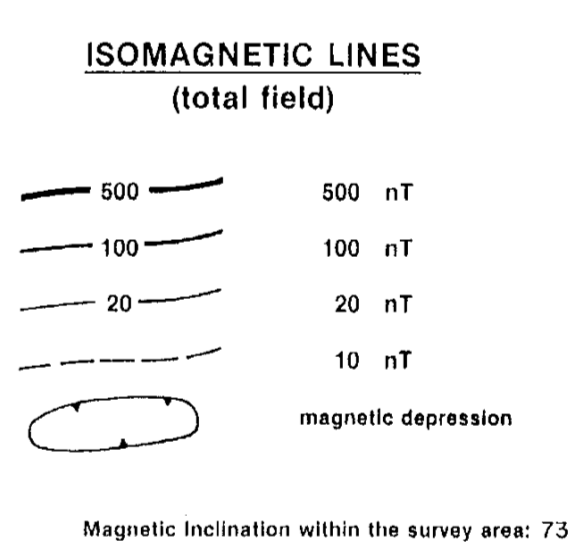 ISOMAGNETIC LINES
(total field)
500 500 nT
100 100 nT
20 20 nT
10 nT
magnetic depression
Magnetic Inclination within the survey area: 73